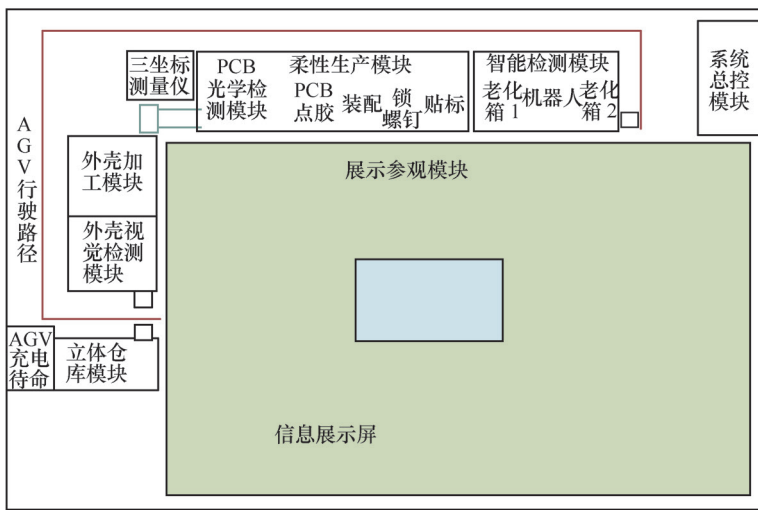 三坐标
测量仪
PCB
光学检
测模块
柔性生产模块
PCB
点胶
装配
锁
螺钉
贴标
智能检测模块
老化
箱1
机器人
老化
箱2
系统
总控
模块
AGV行驶路径
外壳加
工模块
外壳视
觉检测
模块
展示参观模块
AGV
充电
待命
立体仓
库模块
信息展示屏